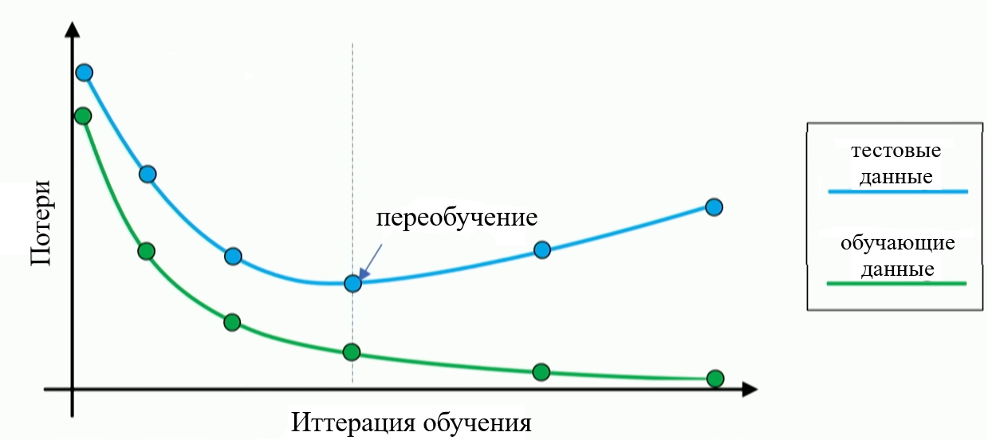 Потери
переобучение
Иттерация обучения
тестовые
данные
обучающие
данные